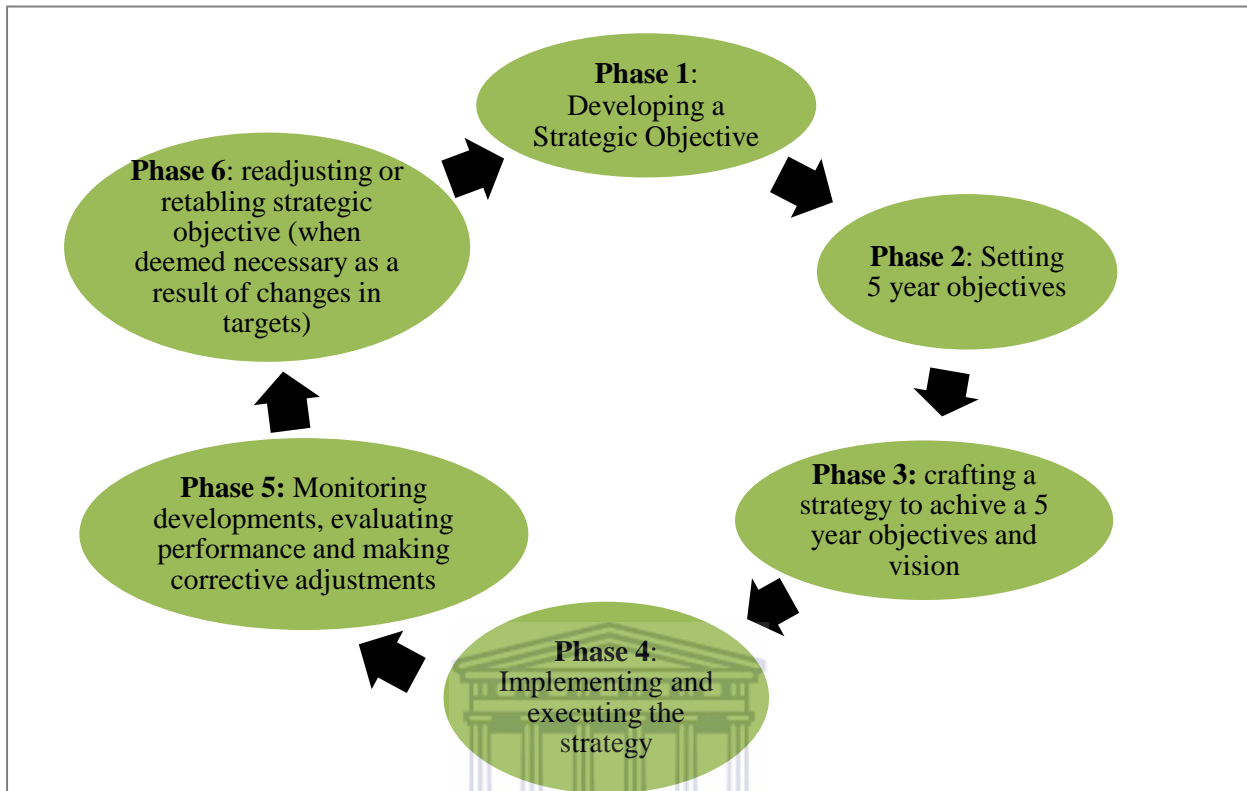 Phase 1:
Developing a
Strategic Objective
Phase 2: Setting
5 year objectives
Phase 3: crafting a
strategy to achive a 5
year objectives and
vision
Phase 4:
Implementing and
executing the
strategy
Phase 5: Monitoring
developments, evaluating
performance and making
corrective adjustments
Phase 6: readjusting or
retabling strategic
objective (when
deemed necessary as a
result of changes in
targets)